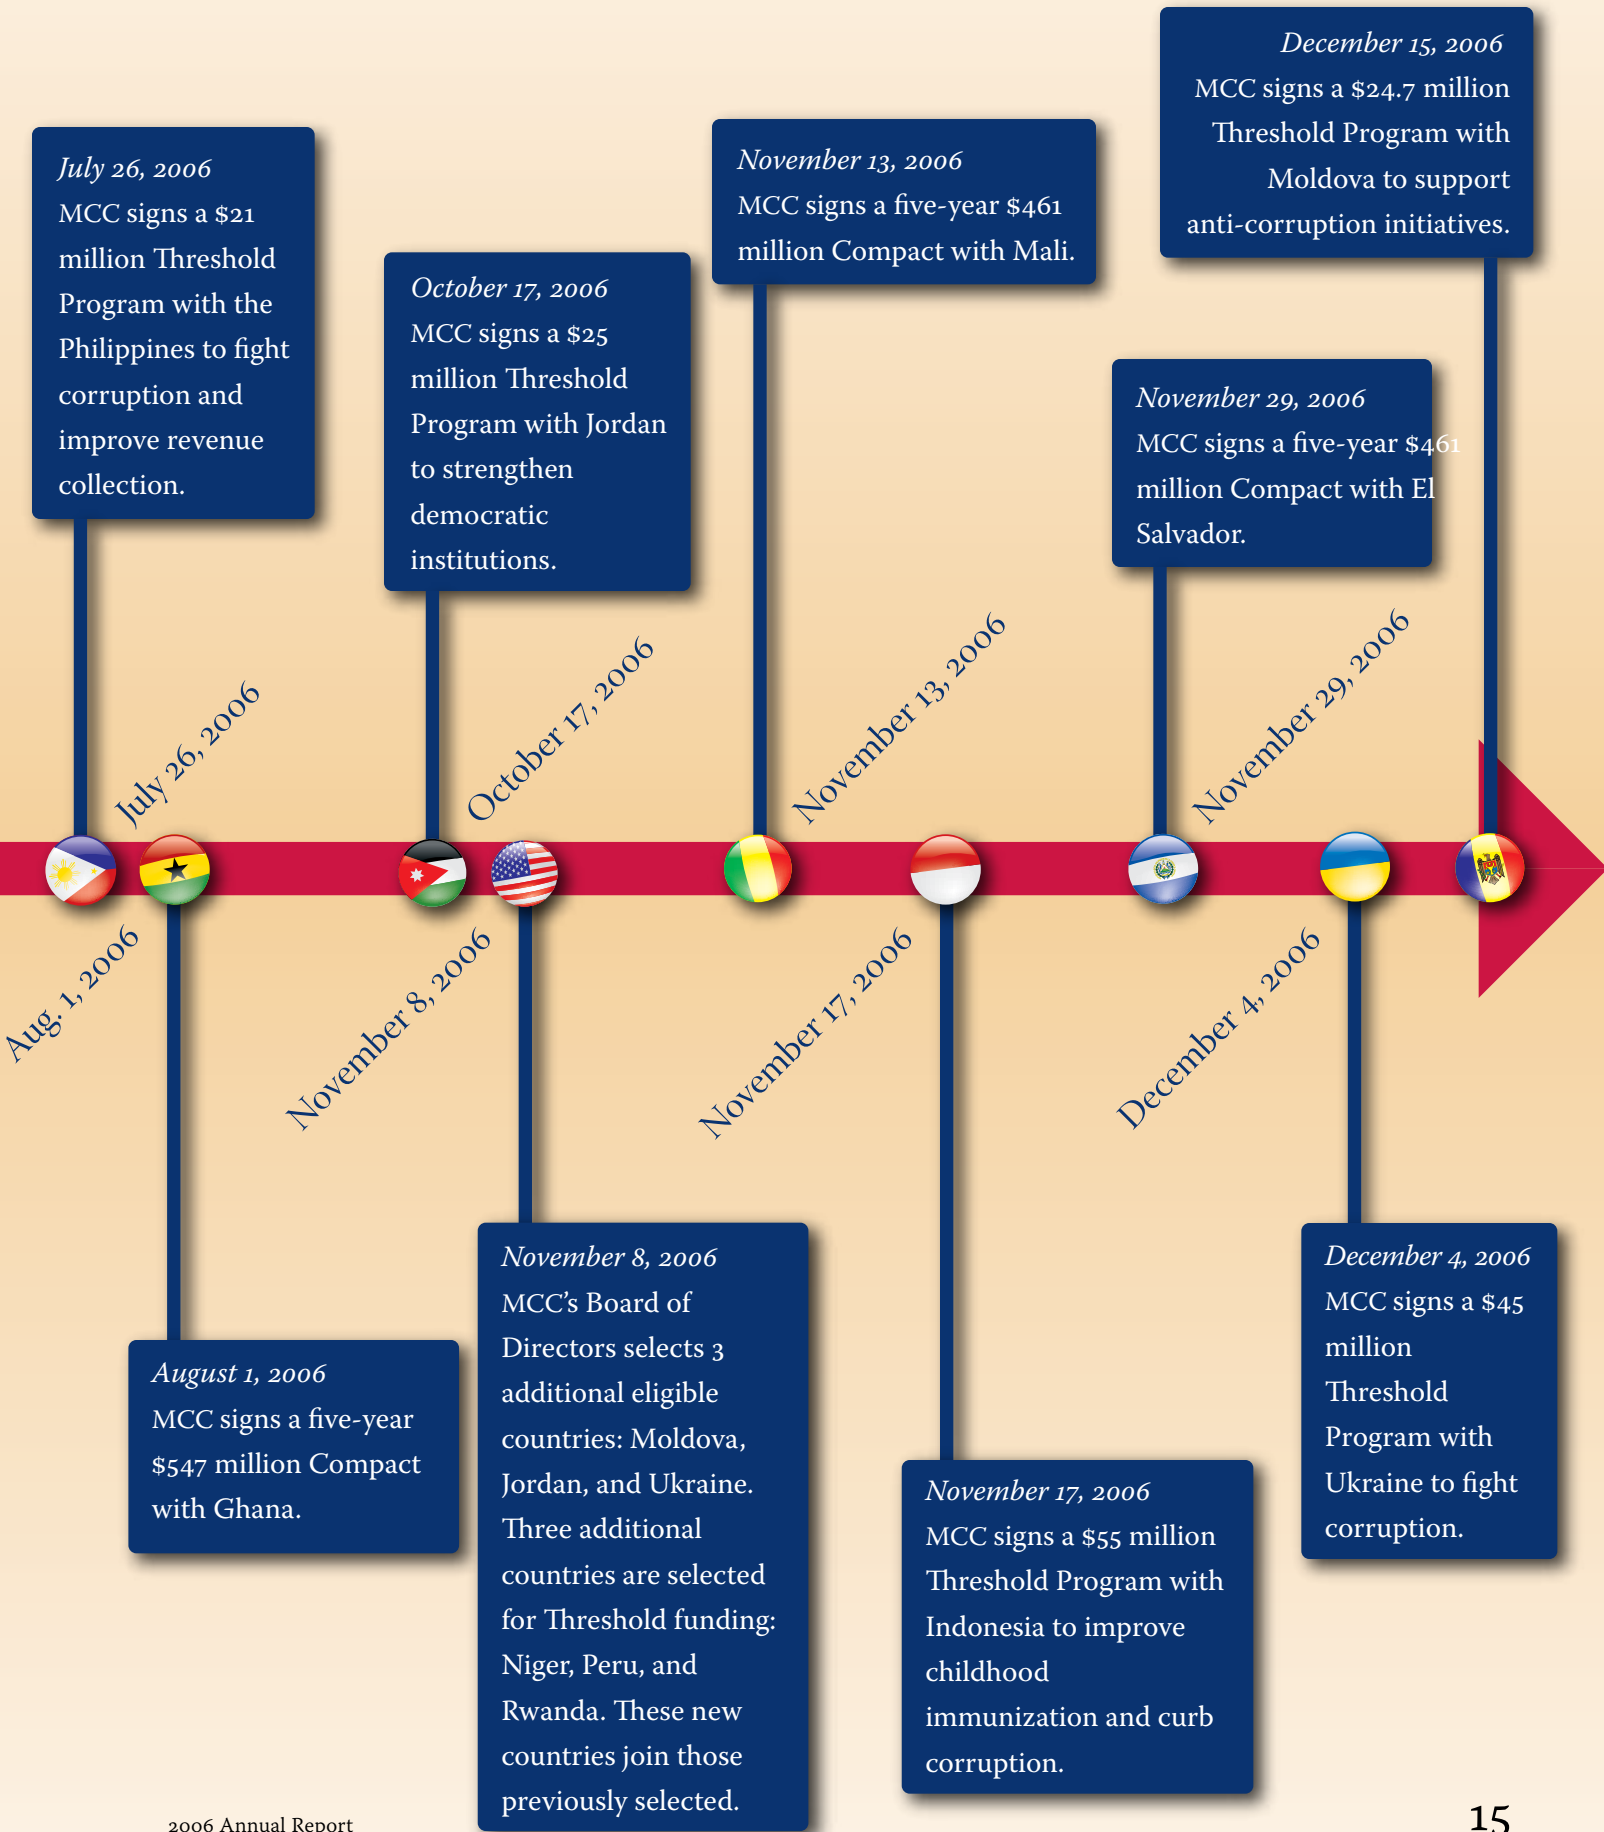 July 26, 2006
MCC signs a $21
million Threshold
Program with the
Philippines to fight
corruption and
improve revenue
collection.
October 17, 2006
MCC signs a $25
million Threshold
Program with Jordan
to strengthen
democratic
institutions.
November 13, 2006
MCC signs a five-year $461
million Compact with Mali.
November 29, 2006
MCC signs a five-year $461
million Compact with El
Salvador.
December 15, 2006
MCC signs a $24.7 million
Threshold Program with
Moldova to support
anti-corruption initiatives.
July 26, 2006
October 17, 2006
November 13, 2006
November 29, 2006
Aug. 1, 2006
November 8, 2006
November 17, 2006
December 4, 2006
August 1, 2006
MCC signs a five-year
$547 million Compact
with Ghana.
November 8, 2006
MCC’s Board of
Directors selects 3
additional eligible
countries: Moldova,
Jordan, and Ukraine.
Three additional
countries are selected
for Threshold funding:
Niger, Peru, and
Rwanda. These new
countries join those
previously selected.
November 17, 2006
MCC signs a $55 million
Threshold Program with
Indonesia to improve
childhood
immunization and curb
corruption.
December 4, 2006
MCC signs a $45
million
Threshold
Program with
Ukraine to fight
corruption.
2006 Annual Report
15